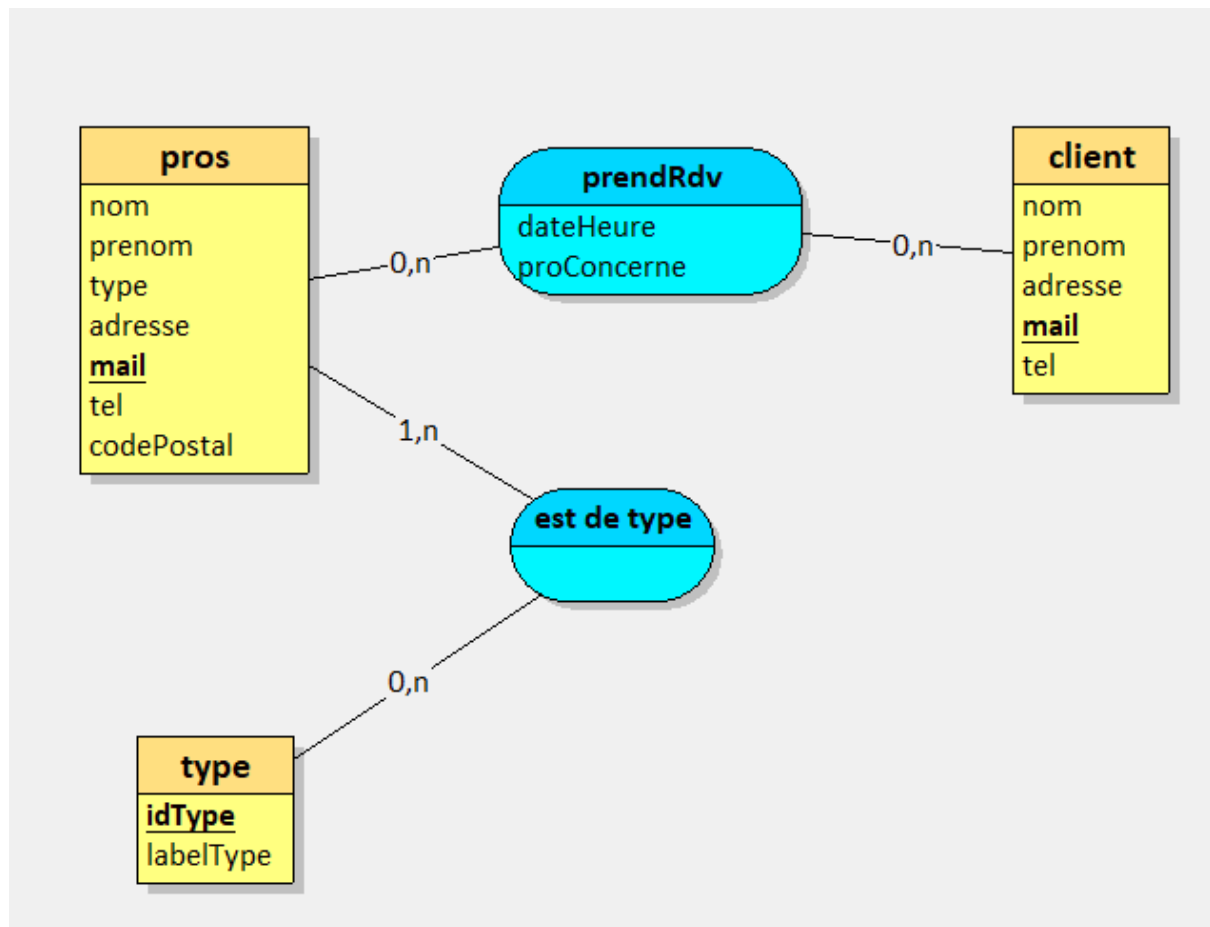 pros
nom
prenom
type
adresse
mail
tel
codePostal
prendRdv
dateHeure
proConcerne
client
nom
prenom
adresse
mail
tel
0,n
0,n
1,n
est de type
0,n
type
idType
labelType